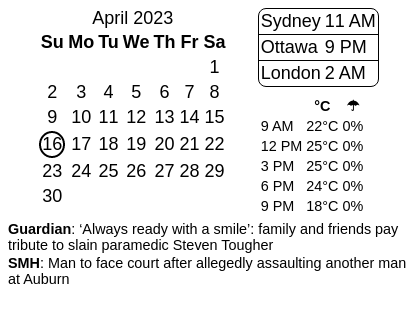 April 2023
Su Mo Tu We Th Fr Sa
1
2 3 4 5 6 7 8
9 10 11 12 13 14 15
16 17 18 19 20 21 22
23 24 25 26 27 28 29
30
Sydney 11 AM
Ottawa 9 PM
London 2 AM
°C ☂
9 AM 22°C 0%
12 PM 25°C 0%
3 PM 25°C 0%
6 PM 24°C 0%
9 PM 18°C 0%
Guardian: ‘Always ready with a smile’: family and friends pay
tribute to slain paramedic Steven Tougher
SMH: Man to face court after allegedly assaulting another man
at Auburn